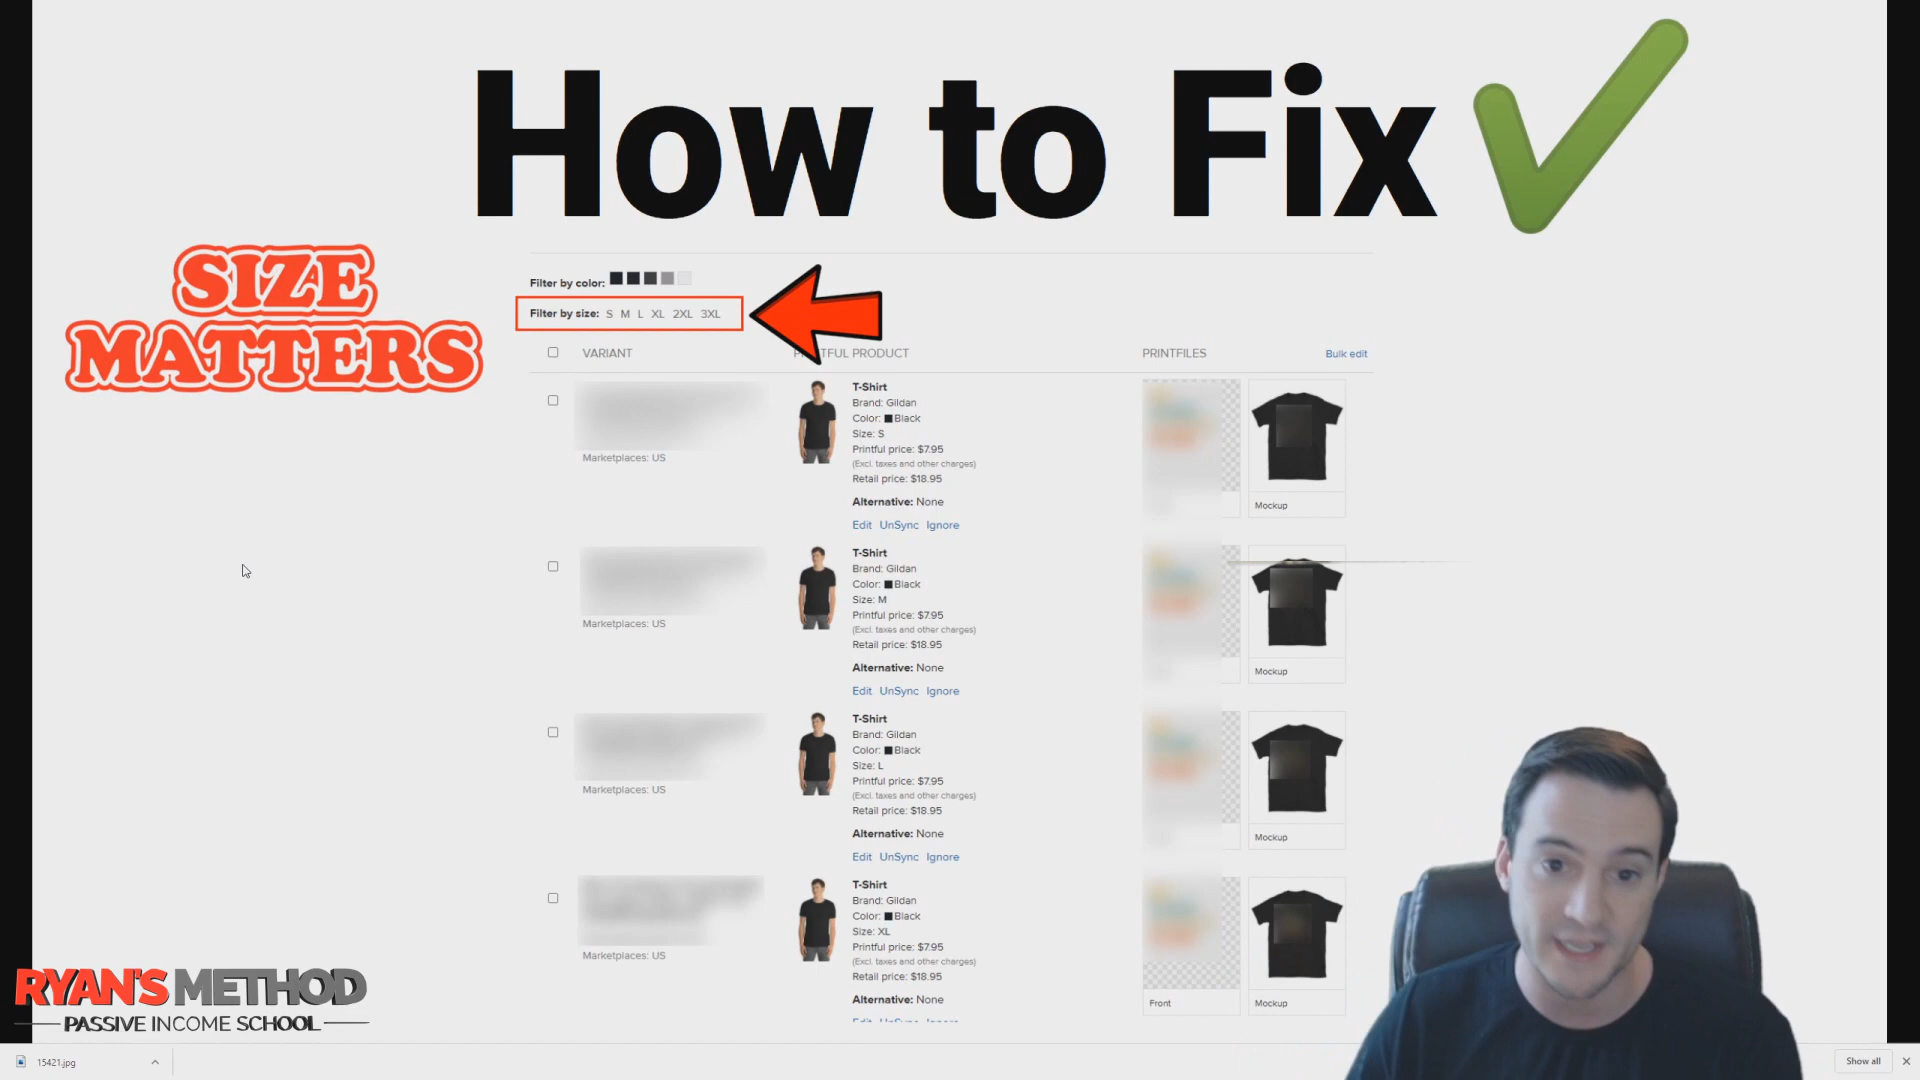 How to Fix
SIZE
MATTERS
Filter by color:
Filter by size: S M L XL 2XL 3XL
VARIANT
TFUL PRODUCT
PRINTFILES
Bulk edit
T-Shirt
Brand: Gildan
Color: Black
Size: S
Printful price: $7.95
(Excl. taxes and other charges)
Retail price: $18.95
Marketplaces: US
Alternative: None
Edit UnSync Ignore
Mockup
T-Shirt
Brand: Gildan
Color: Black
Size: M
Printful price: $7.95
(Excl. taxes and other charges)
Retail price: $18.95
Marketplaces: US
Alternative: None
Edit UnSync Ignore
Mockup
T-Shirt
Brand: Gildan
Color: Black
Size: L
Printful price: $7.95
(Excl. taxes and other charges)
Retail price: $18.95
Marketplaces: US
Alternative: None
Edit UnSync Ignore
Mockup
T-Shirt
Brand: Gildan
Color: Black
Size: XL
Printful price: $7.95
(Excl. taxes and other charges)
Retail price: $18.95
Marketplaces: US
Alternative: None
Front
Mockup
RYAN'S METHOD
PASSIVE INCOME SCHOOL
15421.jpg
Show all